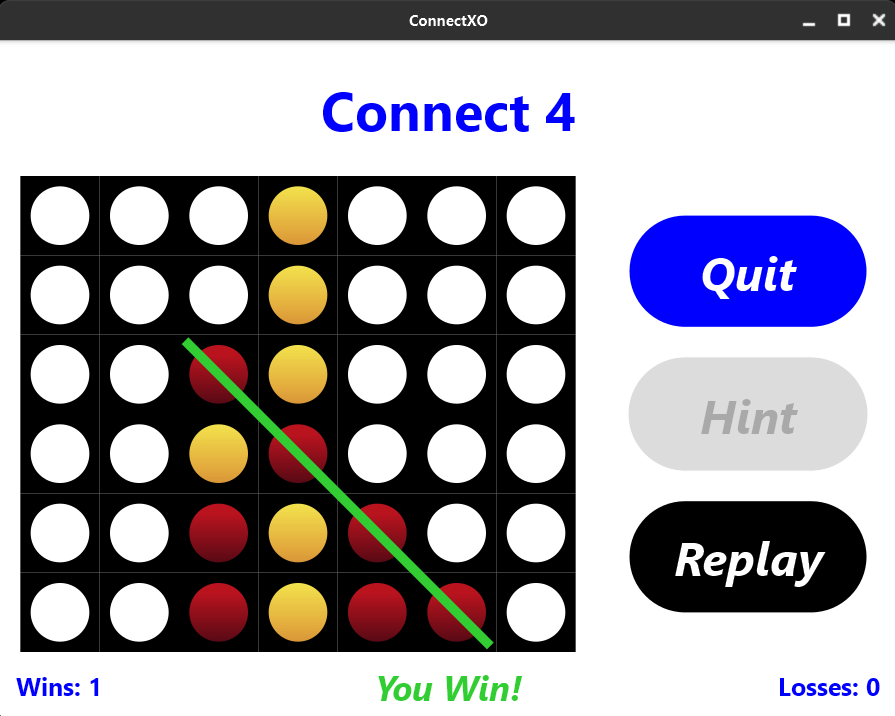 ConnectXO
Connect 4
Quit
Hint
Replay
Wins: 1
You Win!
Losses: 0